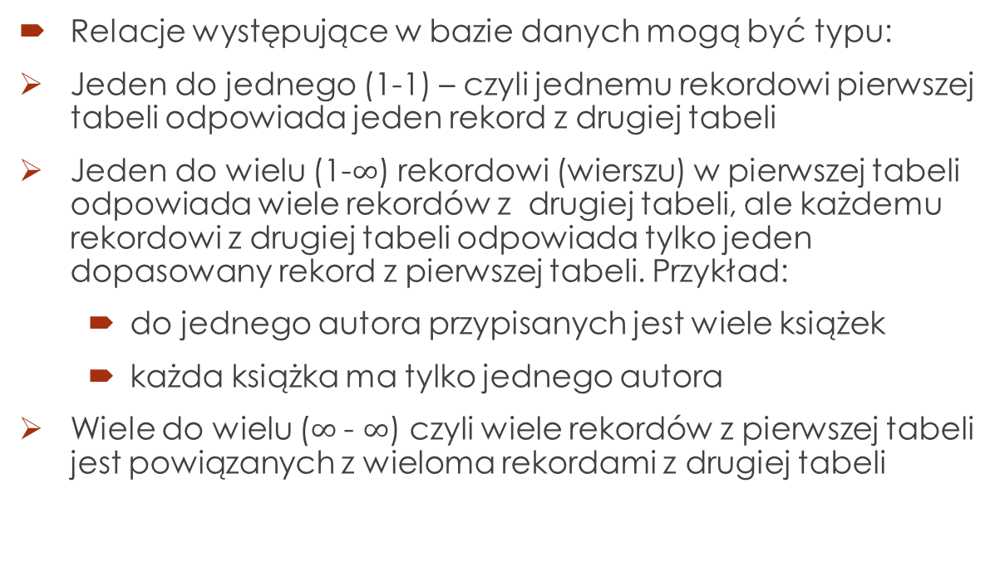 Relacje występujące w bazie danych mogą być typu:
Jeden do jednego (1-1) – czyli jednemu rekordowi pierwszej
tabeli odpowiada jeden rekord z drugiej tabeli
Jeden do wielu (1-∞) rekordowi (wierszu) w pierwszej tabeli
odpowiada wiele rekordów z drugiej tabeli, ale każdemu
rekordowi z drugiej tabeli odpowiada tylko jeden
dopasowany rekord z pierwszej tabeli. Przykład:
do jednego autora przypisanych jest wiele książek
każda książka ma tylko jednego autora
Wiele do wielu (∞ - ∞) czyli wiele rekordów z pierwszej tabeli
jest powiązanych z wieloma rekordami z drugiej tabeli